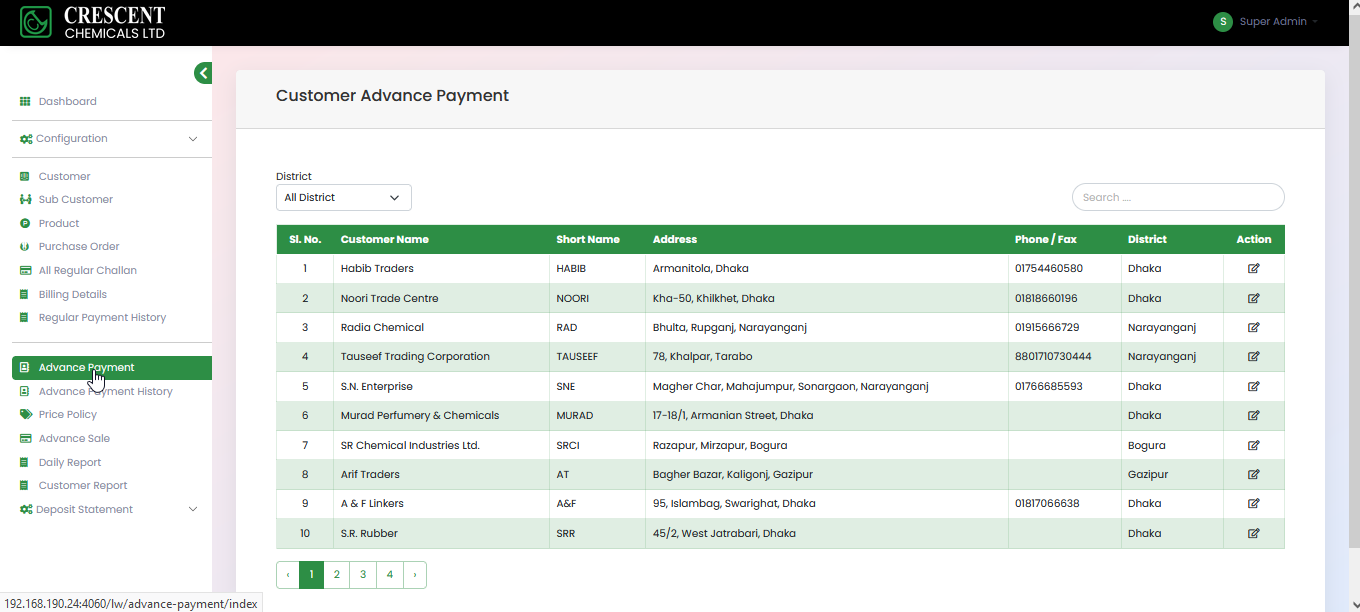 CRESCENT
CHEMICALS LTD
S Super Admin
Dashboard
Configuration
Customer
Sub Customer
Product
Purchase Order
All Regular Challan
Billing Details
Regular Payment History
Advance Payment
Advance Payment History
Price Policy
Advance Sale
Daily Report
Customer Report
Deposit Statement
Customer Advance Payment
District
All District
Search ....
Sl. No. Customer Name Short Name Address Phone / Fax District Action
1 Habib Traders HABIB Armanitola, Dhaka 01754460580 Dhaka
2 Noori Trade Centre NOORI Kha-50, Khilkhet, Dhaka 01818660196 Dhaka
3 Radia Chemical RAD Bhulta, Rupganj, Narayanganj 01915666729 Narayanganj
4 Tauseef Trading Corporation TAUSEEF 78, Khalpar, Tarabo 8801710730444 Narayanganj
5 S.N. Enterprise SNE Magher Char, Mahajumpur, Sonargaon, Narayanganj 01766685593 Dhaka
6 Murad Perfumery & Chemicals MURAD 17-18/1, Armanian Street, Dhaka Dhaka
7 SR Chemical Industries Ltd. SRCI Razapur, Mirzapur, Bogura Bogura
8 Arif Traders AT Bagher Bazar, Kaligonj, Gazipur Gazipur
9 A & F Linkers A&F 95, Islambag, Swarighat, Dhaka 01817066638 Dhaka
10 S.R. Rubber SRR 45/2, West Jatrabari, Dhaka Dhaka
‹ 1 2 3 4 ›
192.168.190.24:4060/lw/advance-payment/index